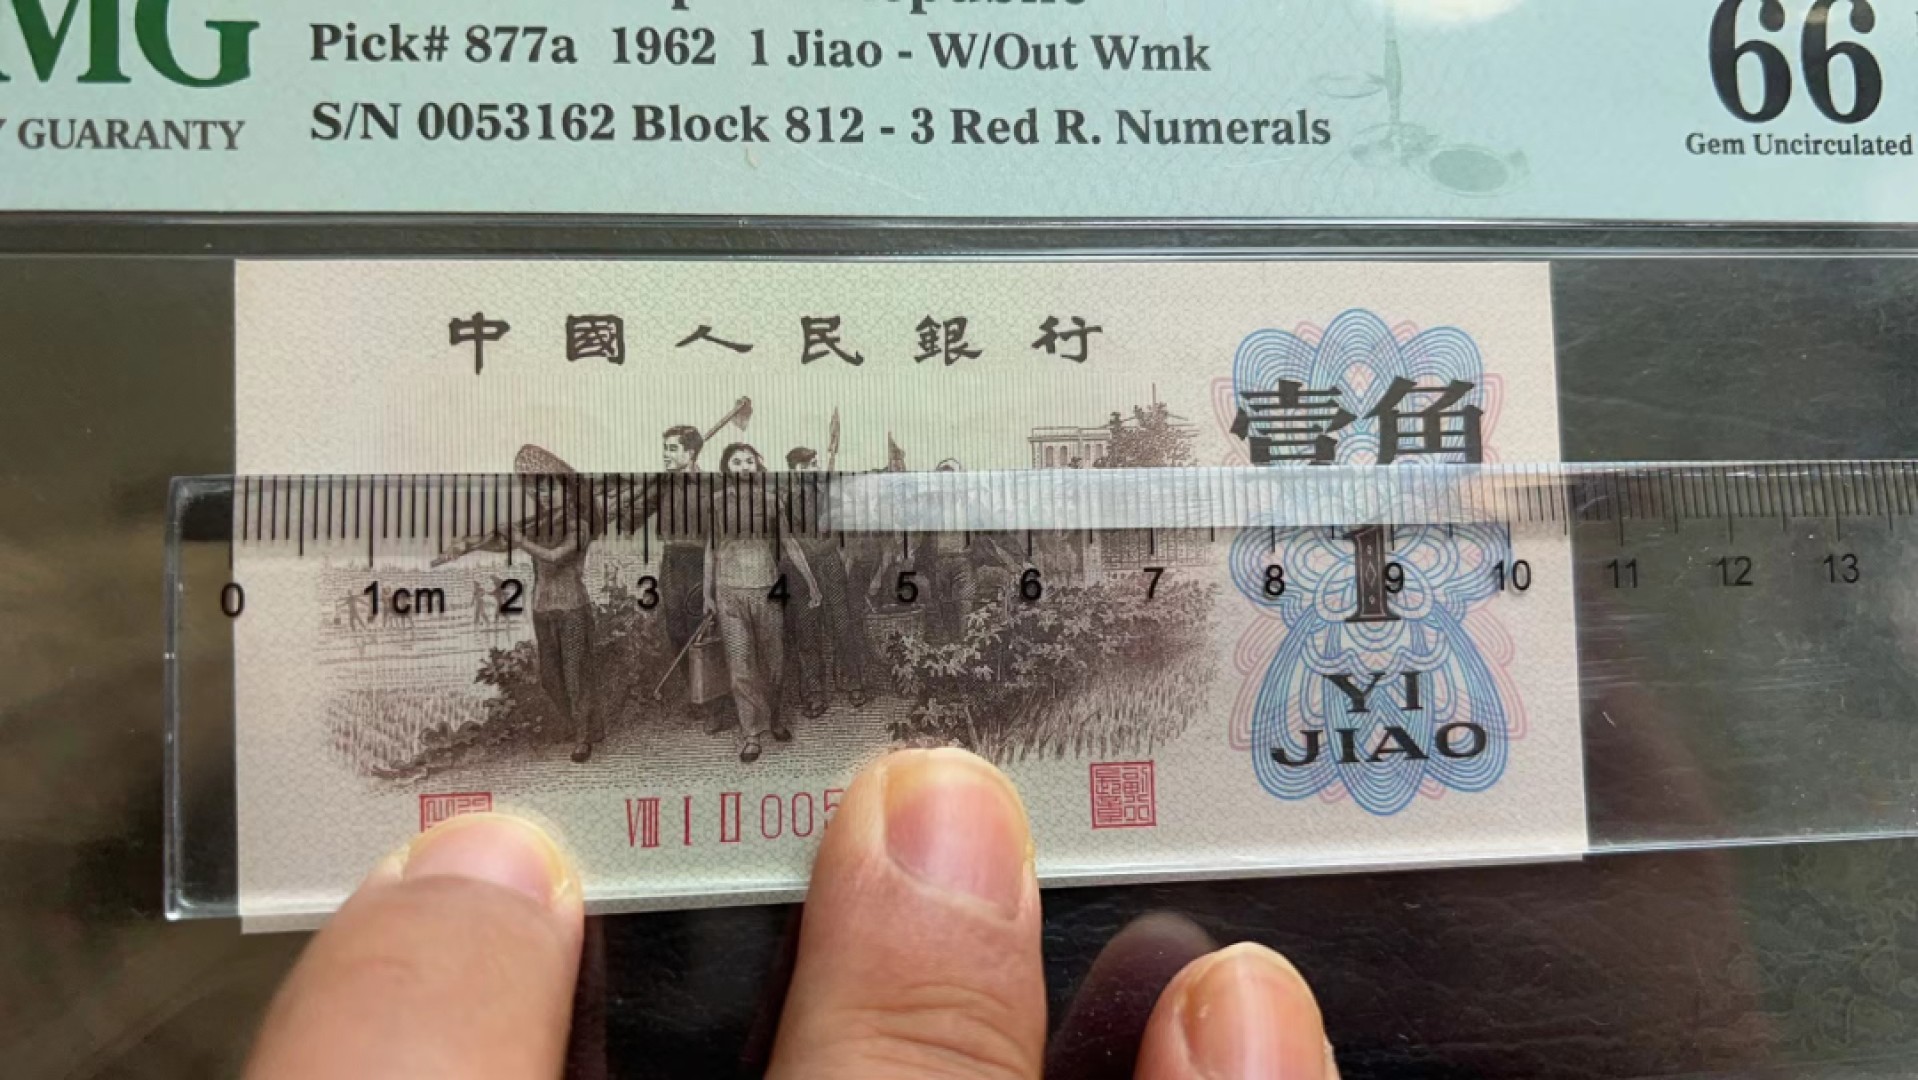 MG
GUARANTY
Pick# 877a 1962 1 Jiao - W/Out Wmk
S/N 0053162 Block 812 - 3 Red R. Numerals
66
Gem Uncirculated
中國人民銀行
壹角
1
YI
JIAO
0 1cm 2 3 4 5 6 7 8 9 10 11 12 13
VIII I II 005